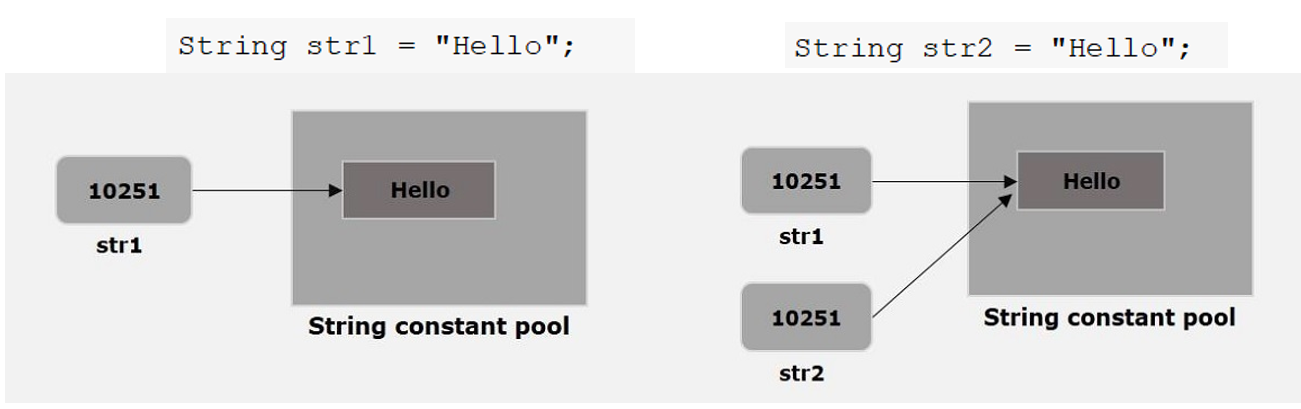 String str1 = "Hello";
10251
str1
Hello
String constant pool
String str2 = "Hello";
10251
str1
10251
str2
Hello
String constant pool